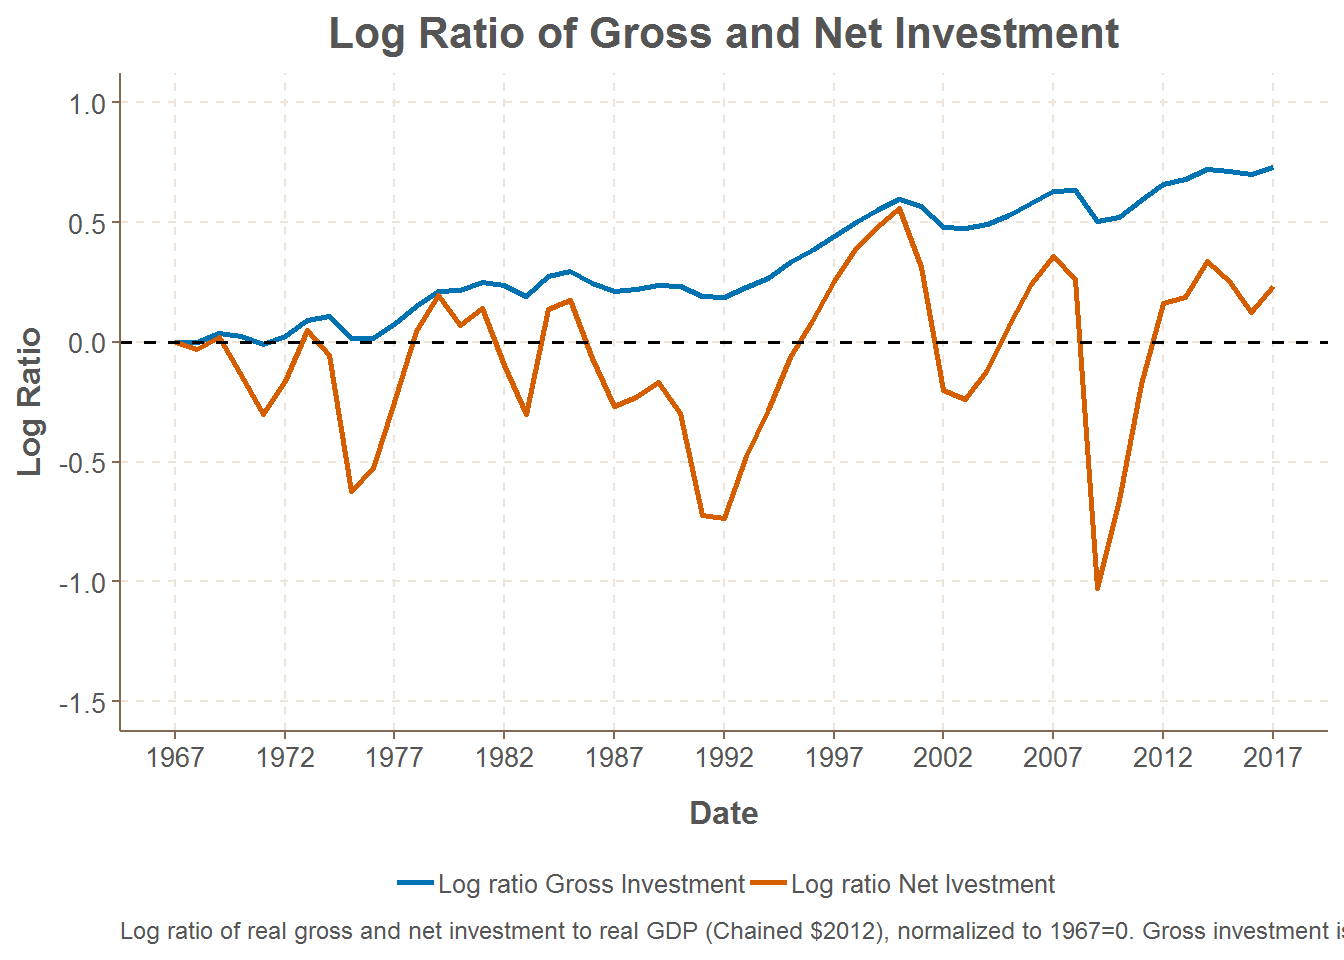 Log Ratio of Gross and Net Investment
Log Ratio
1.0
0.5
0.0
-0.5
-1.0
-1.5
1967 1972 1977 1982 1987 1992 1997 2002 2007 2012 2017
Date
Log ratio Gross Investment Log ratio Net Ivestment
Log ratio of real gross and net investment to real GDP (Chained $2012), normalized to 1967=0. Gross investment is